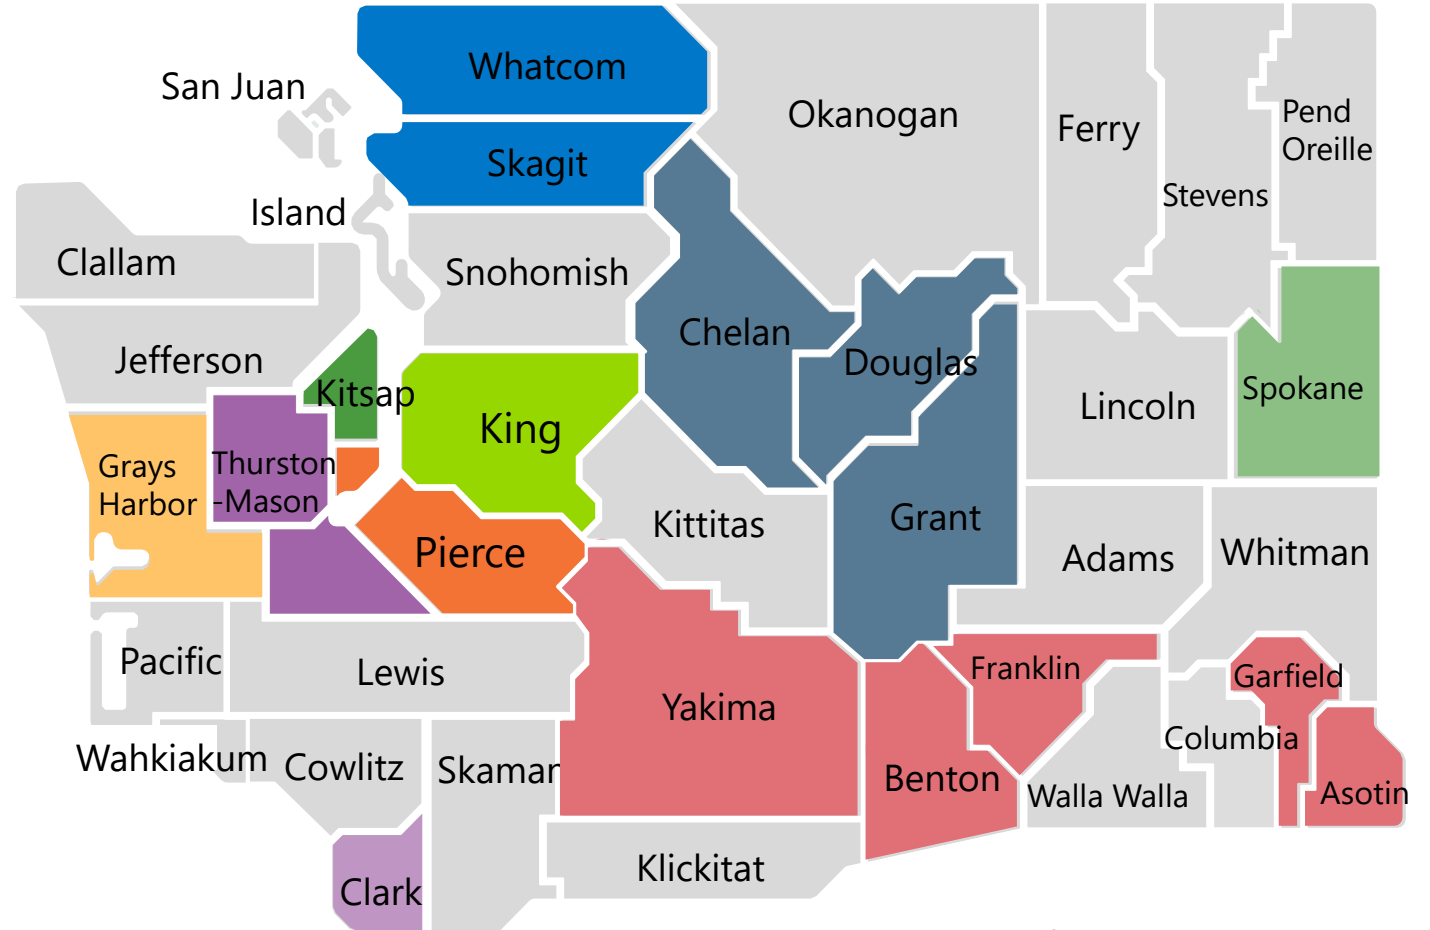 Whatcom
San Juan
Okanogan
Ferry
Pend
Oreille
Skagit
Stevens
Island
Clallam
Snohomish
Chelan
Jefferson
Douglas
Kitsap
Spokane
King
Lincoln
Grays
Harbor
Thurston
-Mason
Kittitas
Grant
Pierce
Adams
Whitman
Pacific
Lewis
Franklin
Garfield
Yakima
Columbia
Wahkiakum
Cowlitz
Skamar
Benton
Walla Walla
Asotin
Klickitat
Clark